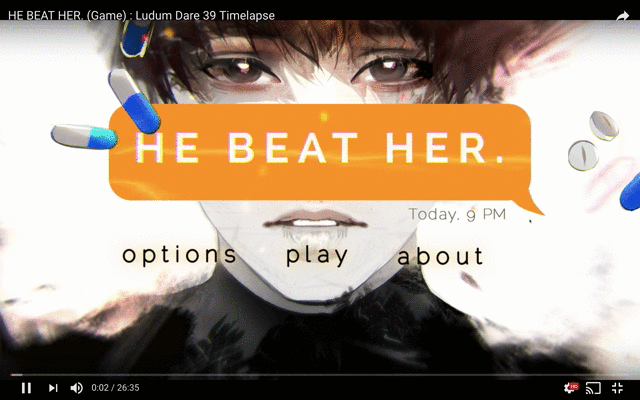 HE BEAT HER. (Game) : Ludum Dare 39 Timelapse
HE BEAT HER.
Today. 9 PM
options play about
0:02 / 26:35
HD